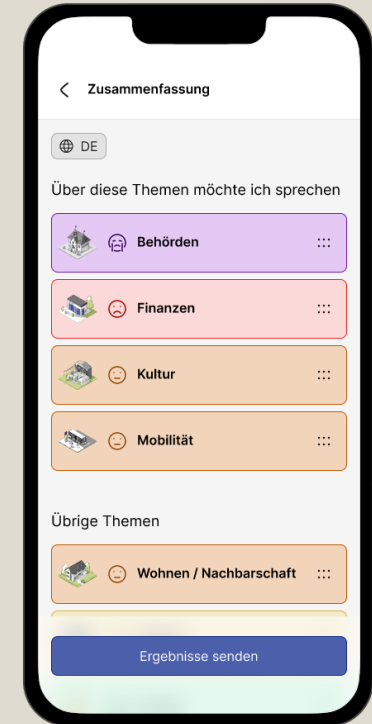 Zusammenfassung
DE
Über diese Themen möchte ich sprechen
Behörden
Finanzen
Kultur
Mobilität
Übrige Themen
Wohnen / Nachbarschaft
Ergebnisse senden